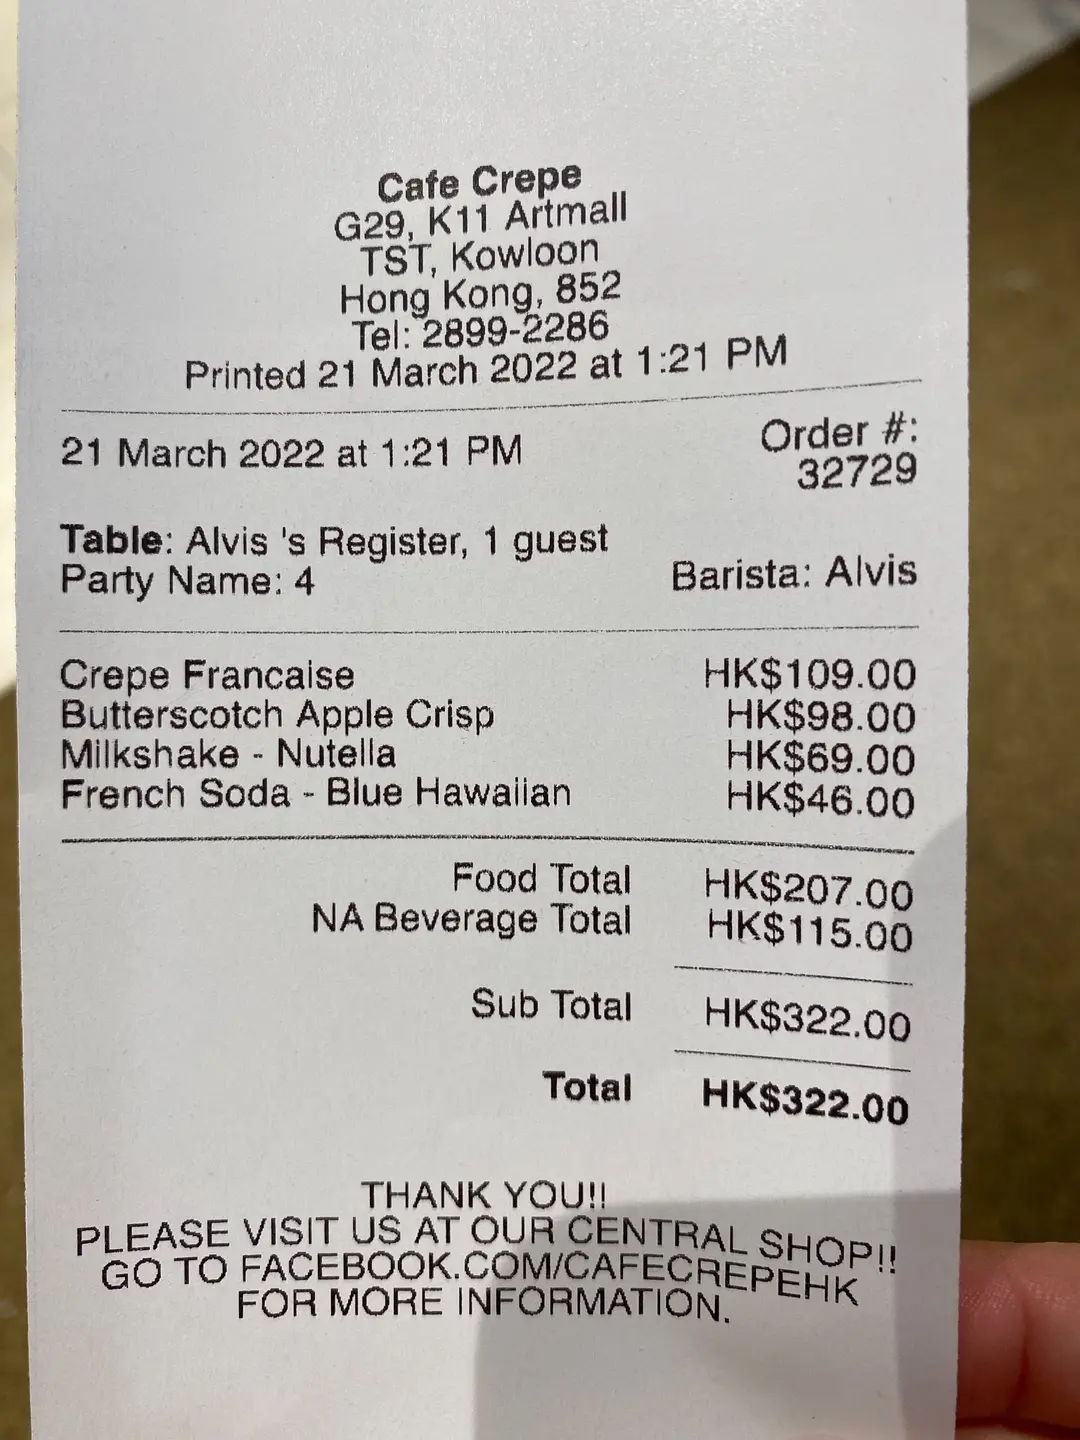 Cafe Crepe
G29, K11 Artmall
TST, Kowloon
Hong Kong, 852
Tel: 2899-2286
Printed 21 March 2022 at 1:21 PM
21 March 2022 at 1:21 PM Order #:
32729
Table: Alvis 's Register, 1 guest
Party Name: 4 Barista: Alvis
Crepe Francaise HK$109.00
Butterscotch Apple Crisp HK$98.00
Milkshake - Nutella HK$69.00
French Soda - Blue Hawaiian HK$46.00
Food Total HK$207.00
NA Beverage Total HK$115.00
Sub Total HK$322.00
Total HK$322.00
THANK YOU!!
PLEASE VISIT US AT OUR CENTRAL SHOP!!
GO TO FACEBOOK.COM/CAFECREPEHK
FOR MORE INFORMATION.